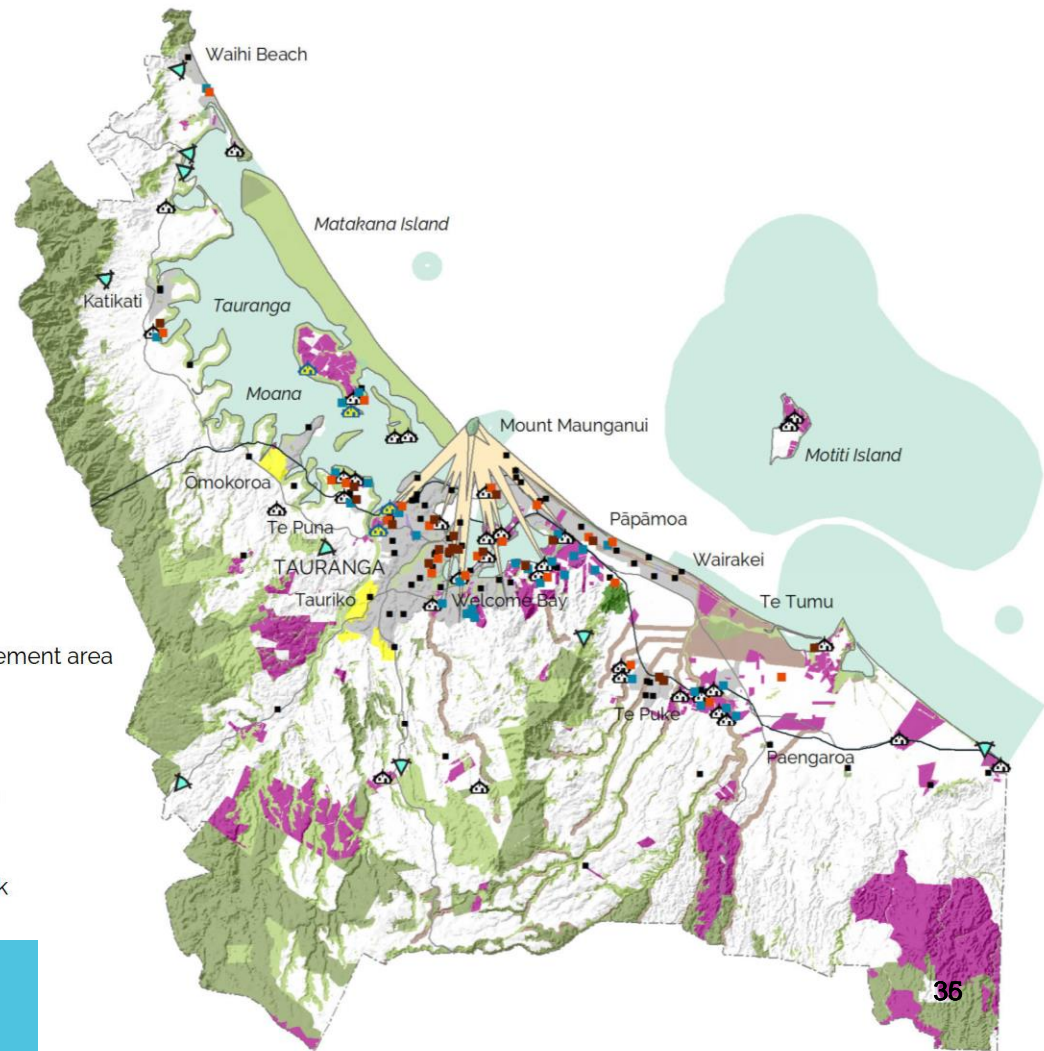 Waihi Beach
Matakana Island
Katikati
Tauranga
Moana
Mount Maunganui
Motiti Island
Ōmokoroa
Te Puna
Pāpāmoa
TAURANGA
Wairakei
Tauriko
Welcome Bay
Te Tumu
ement area
Te Puke
Paengaroa
k
36